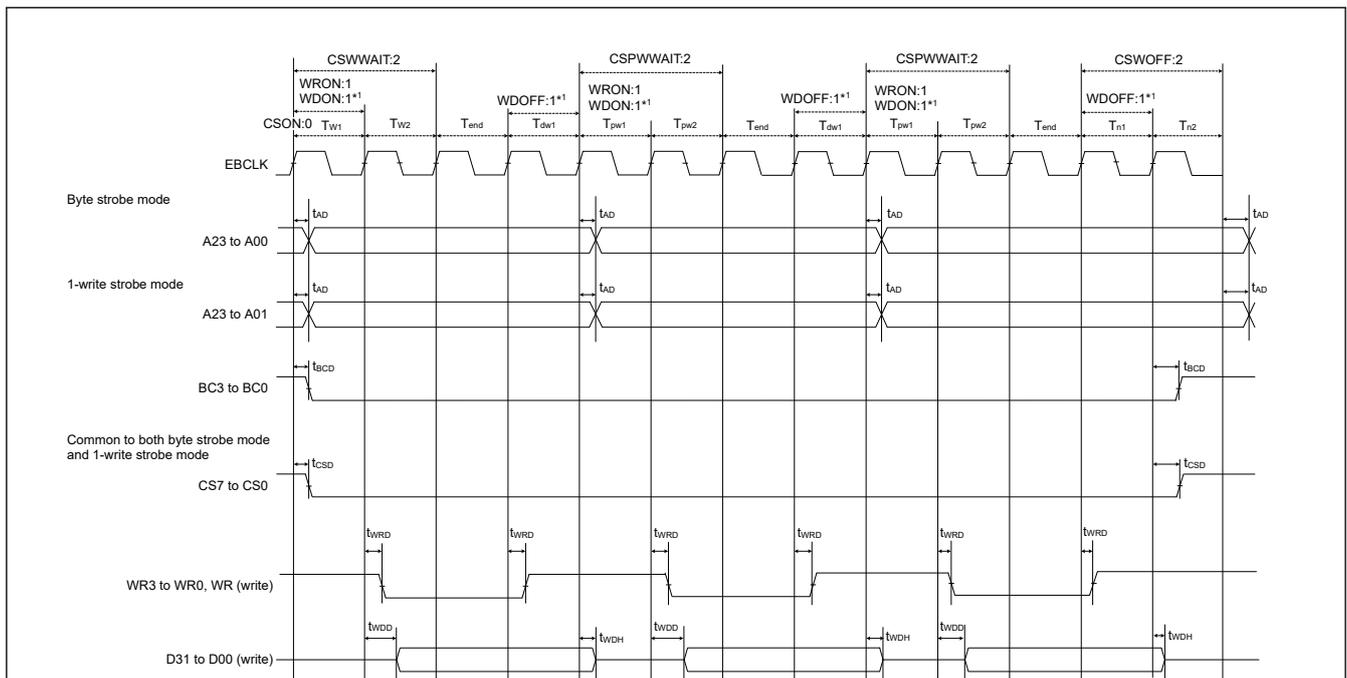 CSWWAIT:2 CSPWWAIT:2 CSPWWAIT:2 CSWOFF:2
WRON:1 WRON:1 WRON:1
WDON:1*1 WDOFF:1*1 WDON:1*1 WDOFF:1*1 WDON:1*1 WDOFF:1*1
CSON:0 TW1 TW2 Tend Tdw1 Tpw1 Tpw2 Tend Tdw1 Tpw1 Tpw2 Tend Tn1 Tn2
EBCLK
Byte strobe mode
tAD tAD tAD tAD
A23 to A00
1-write strobe mode
tAD tAD tAD tAD
A23 to A01
tBCD tBCD
BC3 to BC0
Common to both byte strobe mode
and 1-write strobe mode
tCSD tCSD
CS7 to CS0
tWRD tWRD tWRD tWRD tWRD tWRD
WR3 to WR0, WR (write)
tWDD tWDH tWDD tWDH tWDD tWDH
D31 to D00 (write)